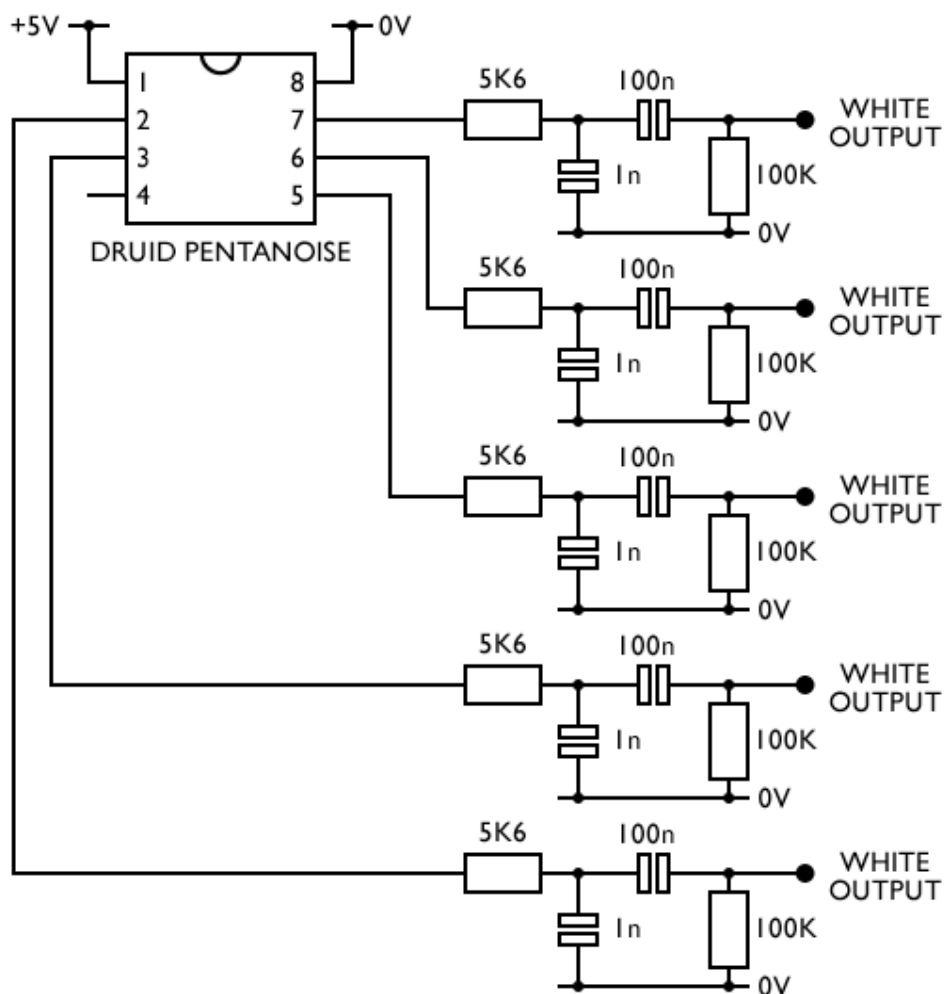 +5V
0V
1
8
2
7
3
6
4
5
DRUID PENTANOISE
5K6
100n
1n
100K
0V
WHITE
OUTPUT
5K6
100n
1n
100K
0V
WHITE
OUTPUT
5K6
100n
1n
100K
0V
WHITE
OUTPUT
5K6
100n
1n
100K
0V
WHITE
OUTPUT
5K6
100n
1n
100K
0V
WHITE
OUTPUT